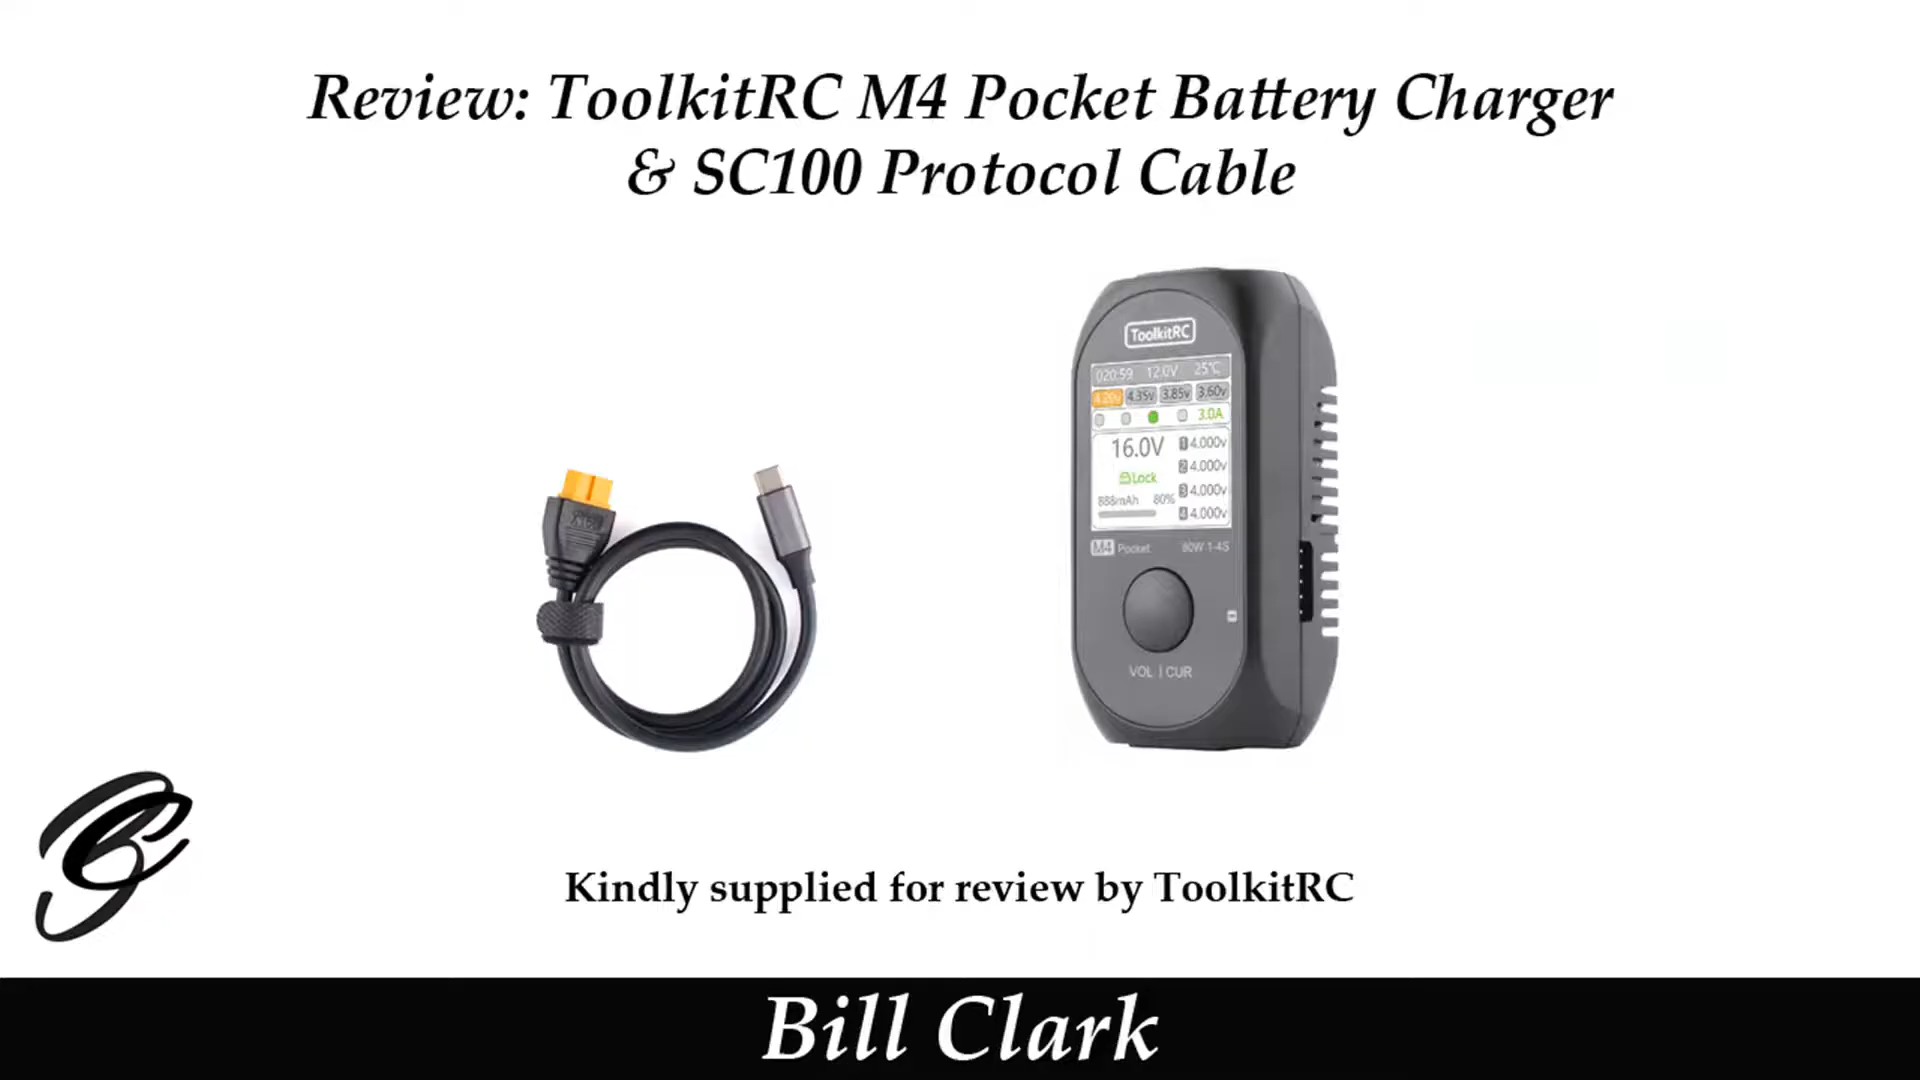 Review: ToolkitRC M4 Pocket Battery Charger
& SC100 Protocol Cable
ToolkitRC
020:59 12.0V 25℃
4.20v 4.35v 3.85v 3.60v
3.0A
16.0V
1 4.000v
2 4.000v
Lock
888mAh 80%
3 4.000v
4 4.000v
M4 Pocket 80W 1-4S
VOL | CUR
Kindly supplied for review by ToolkitRC
Bill Clark